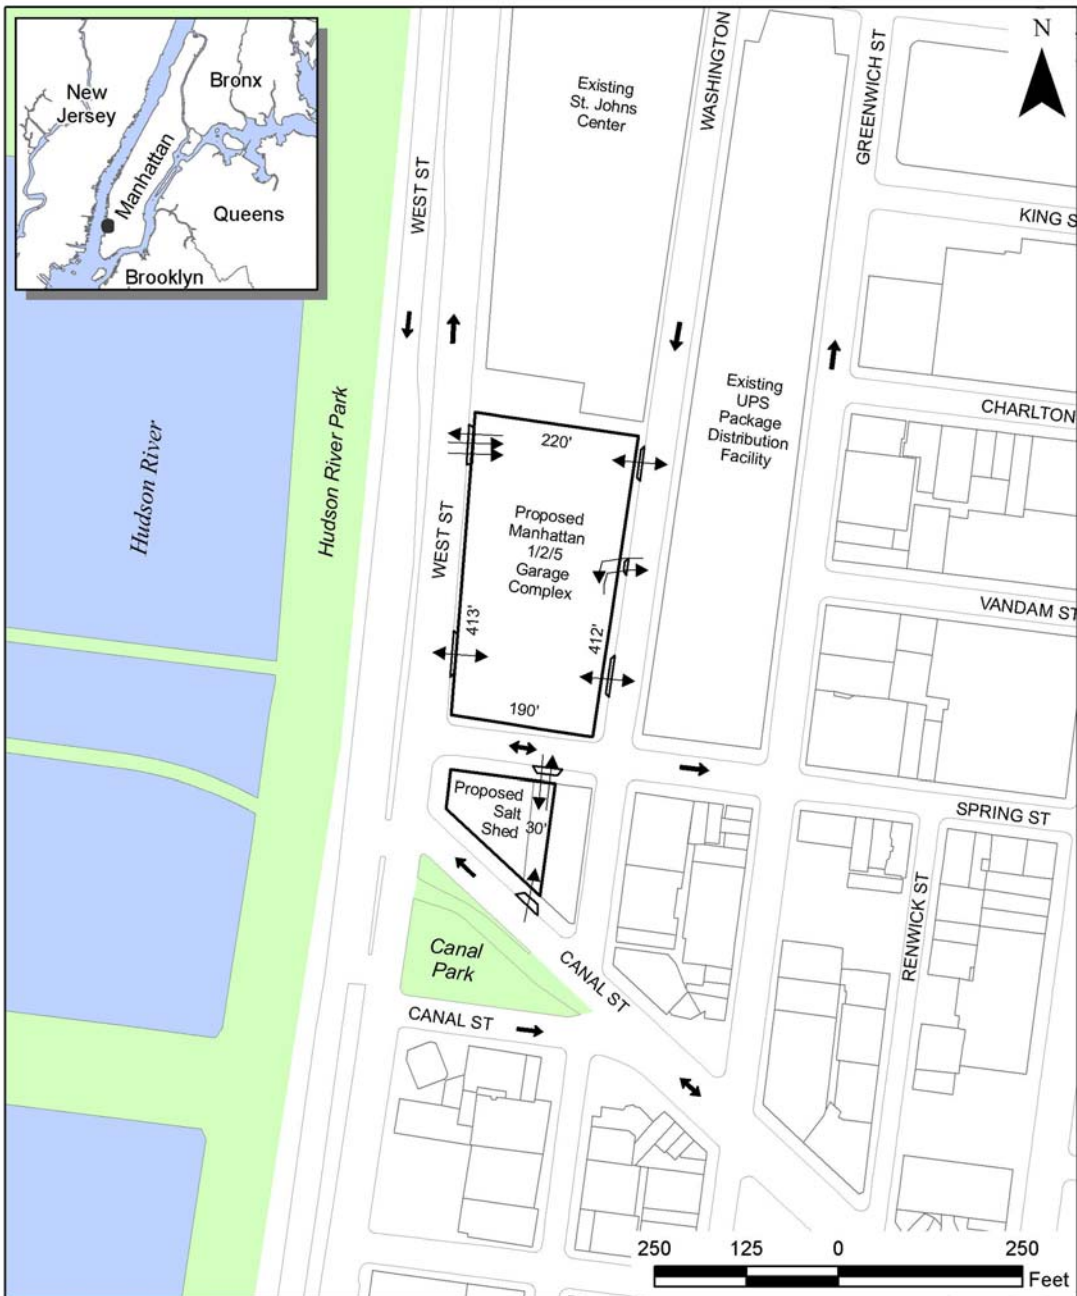 New
Jersey
Bronx
Manhattan
Queens
Brooklyn
N
Existing
St. Johns
Center
WASHINGTON
GREENWICH ST
WEST ST
KING S
Existing
UPS
Package
Distribution
Facility
CHARLTON
Hudson River
Hudson River Park
WEST ST
220'
Proposed
Manhattan
1/2/5
Garage
Complex
413'
412'
190'
VANDAM ST
Proposed
Salt
Shed
30'
SPRING ST
RENWICK ST
Canal
Park
CANAL ST
CANAL ST
250 125 0 250
Feet